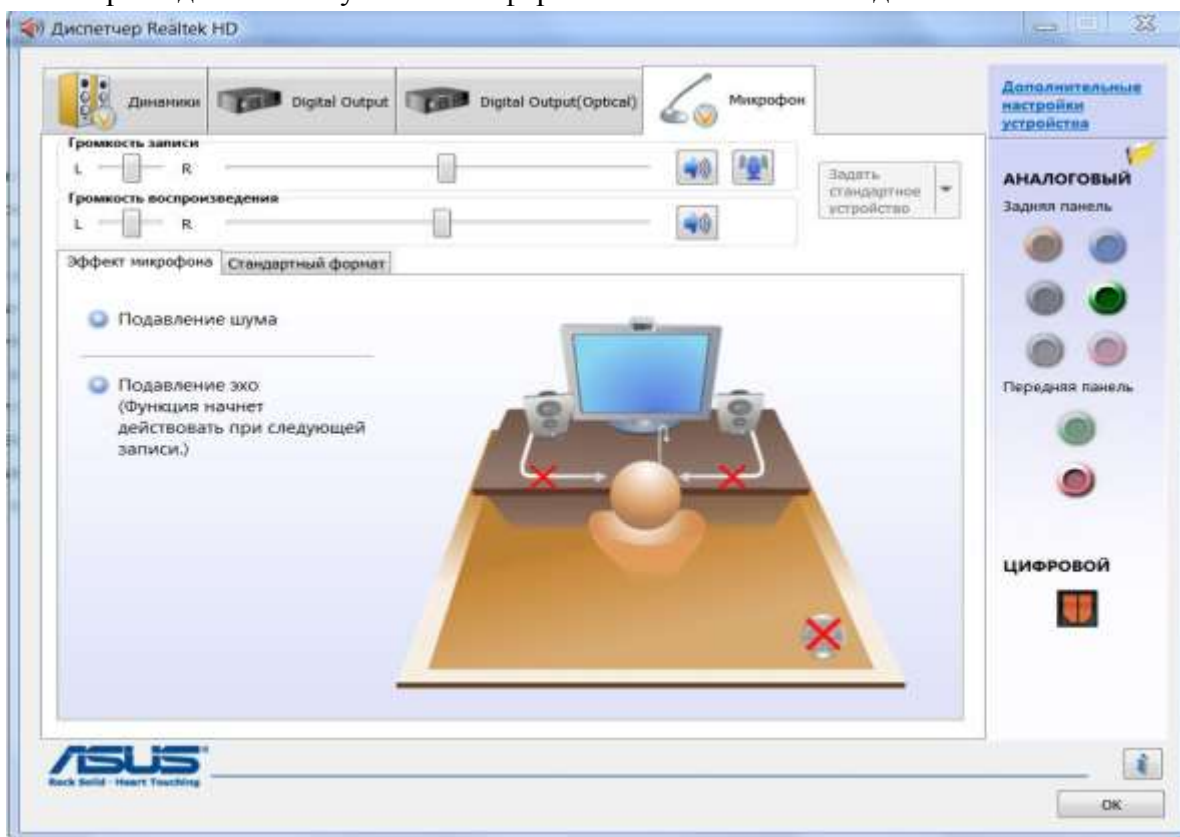 Диспетчер Realtek HD
Динамики
Digital Output
Digital Output(Optical)
Микрофон
Дополнительные
настройки
устройства
Громкость записи
L R
Громкость воспроизведения
L R
Задать
стандартное
устройство
Эффект микрофона
Стандартный формат
Подавление шума
Подавление эхо
(Функция начнет
действовать при следующей
записи.)
АНАЛОГОВЫЙ
Задняя панель
Передняя панель
ЦИФРОВОЙ
ASUS
Rock Solid · Heart Touching
i
OK